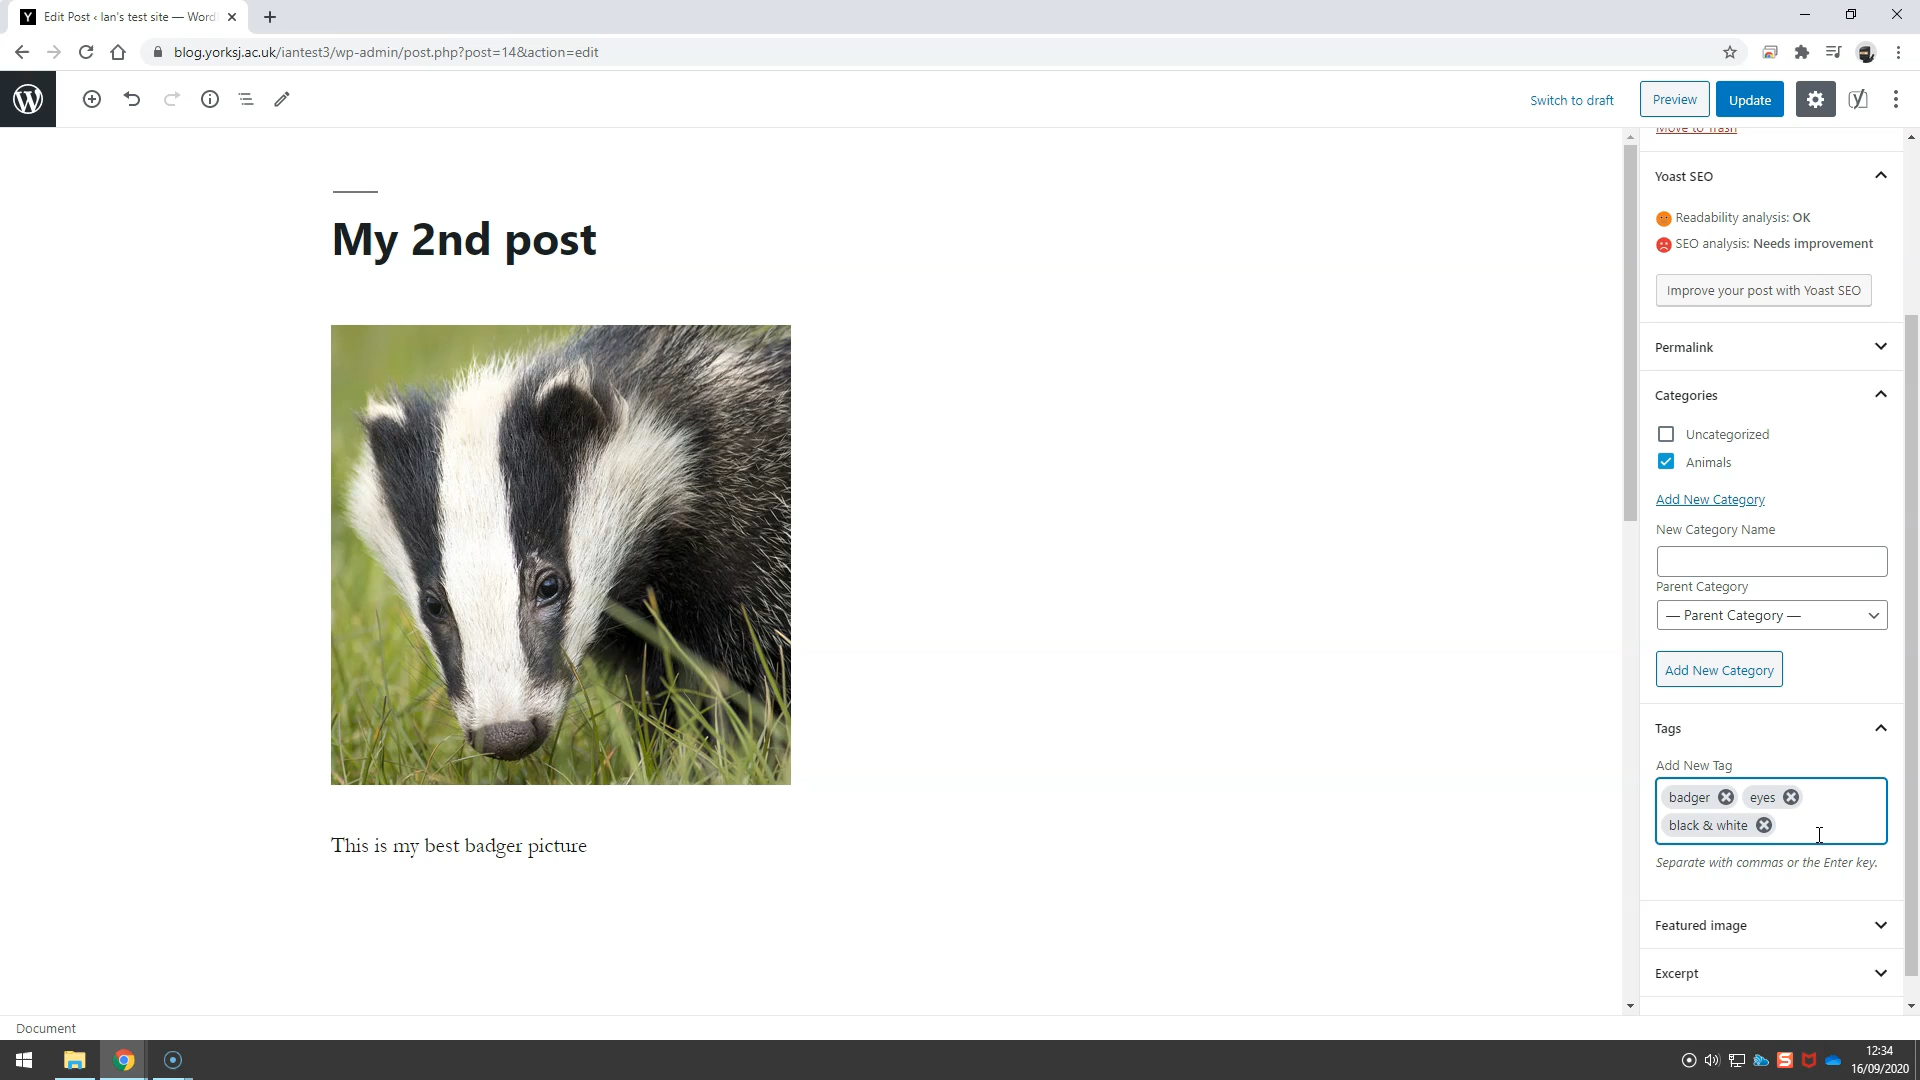 Edit Post ‹ Ian's test site — Word
blog.yorksj.ac.uk/iantest3/wp-admin/post.php?post=14&action=edit
Switch to draft
Preview
Update
Move to Trash
My 2nd post
This is my best badger picture
Yoast SEO
Readability analysis: OK
SEO analysis: Needs improvement
Improve your post with Yoast SEO
Permalink
Categories
Uncategorized
Animals
Add New Category
New Category Name
Parent Category
— Parent Category —
Add New Category
Tags
Add New Tag
badger eyes
black & white
Separate with commas or the Enter key.
Featured image
Excerpt
Document
12:34
16/09/2020